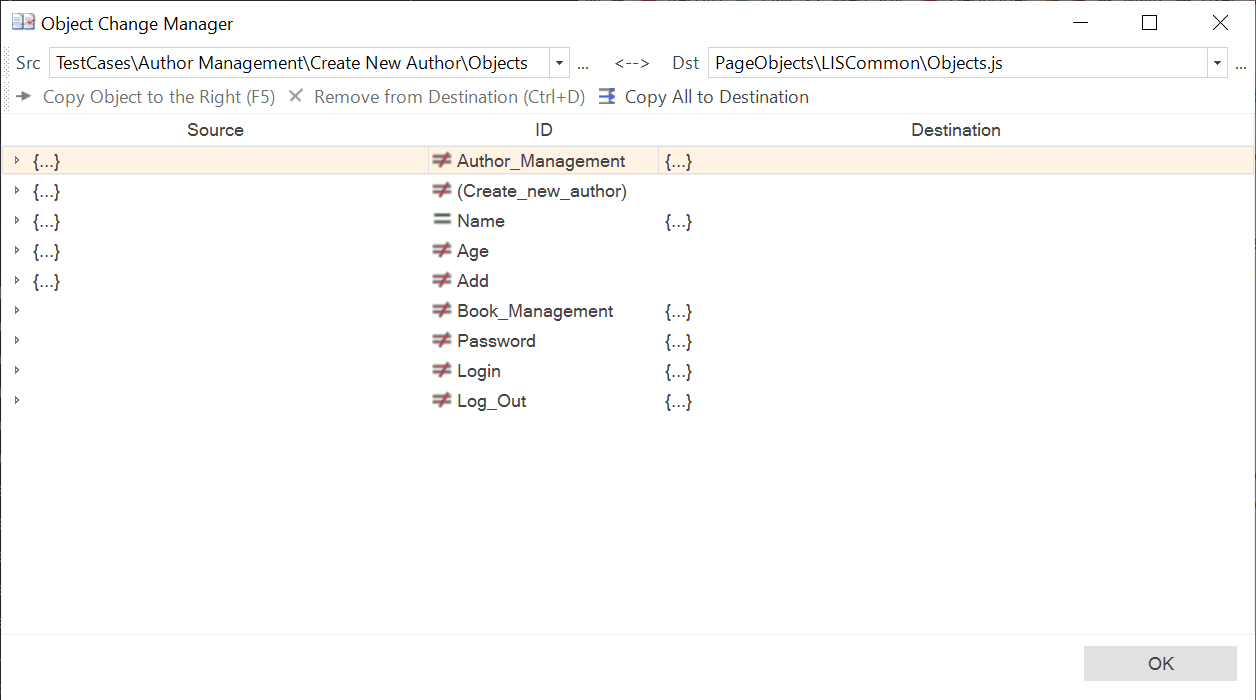 Object Change Manager
Src TestCases\Author Management\Create New Author\Objects ... <--> Dst PageObjects\LISCommon\Objects.js ...
Copy Object to the Right (F5) Remove from Destination (Ctrl+D) Copy All to Destination
Source ID Destination
{...} Author_Management {...}
{...} (Create_new_author)
{...} Name {...}
{...} Age
{...} Add
Book_Management {...}
Password {...}
Login {...}
Log_Out {...}
OK